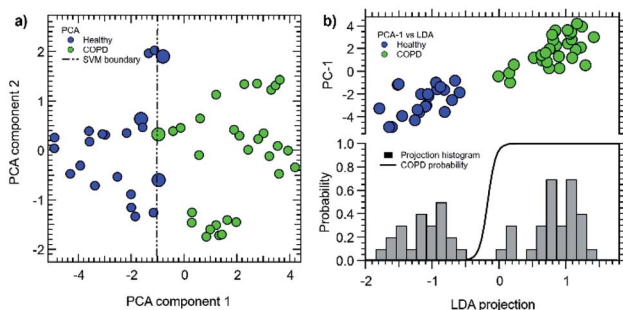 a)
PCA
Healthy
COPD
SVM boundary
PCA component 2
2
1
0
-1
-2
-4
-2
0
2
4
PCA component 1
b)
PCA-1 vs LDA
Healthy
COPD
PC-1
4
2
0
-2
-4
Projection histogram
COPD probability
Probability
1.0
0.8
0.6
0.4
0.2
0.0
-2
-1
0
1
LDA projection